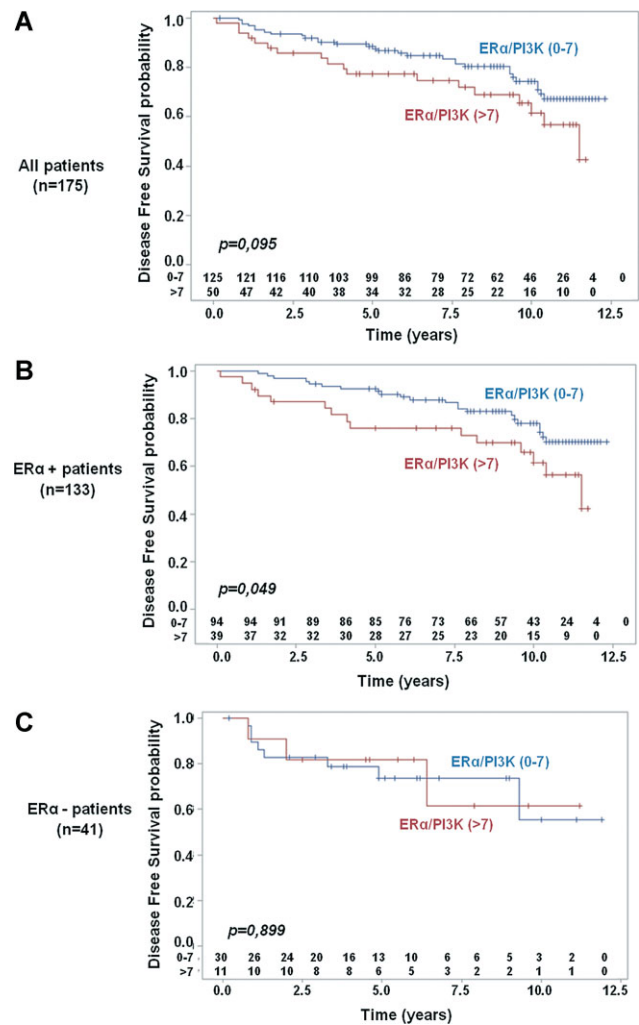 A
Disease Free Survival probability
1.0
0.8
0.6
0.4
0.2
0.0
ERα/PI3K (0-7)
ERα/PI3K (>7)
All patients
(n=175)
p=0,095
0-7 125 121 116 110 103 99 86 79 72 62 46 26 4 0
>7 50 47 42 40 38 34 32 28 25 22 16 10 0
0.0 2.5 5.0 7.5 10.0 12.5
Time (years)
B
Disease Free Survival probability
1.0
0.8
0.6
0.4
0.2
0.0
ERα/PI3K (0-7)
ERα/PI3K (>7)
ERα + patients
(n=133)
p=0,049
0-7 94 94 91 89 86 85 76 73 66 57 43 24 4 0
>7 39 37 32 32 30 28 27 25 23 20 15 9 0
0.0 2.5 5.0 7.5 10.0 12.5
Time (years)
C
Disease Free Survival probability
1.0
0.8
0.6
0.4
0.2
0.0
ERα/PI3K (0-7)
ERα/PI3K (>7)
ERα - patients
(n=41)
p=0,899
0-7 30 26 24 20 16 13 10 6 6 5 3 2 0
>7 11 10 10 8 8 6 5 3 2 2 1 1 0
0.0 2.5 5.0 7.5 10.0 12.5
Time (years)